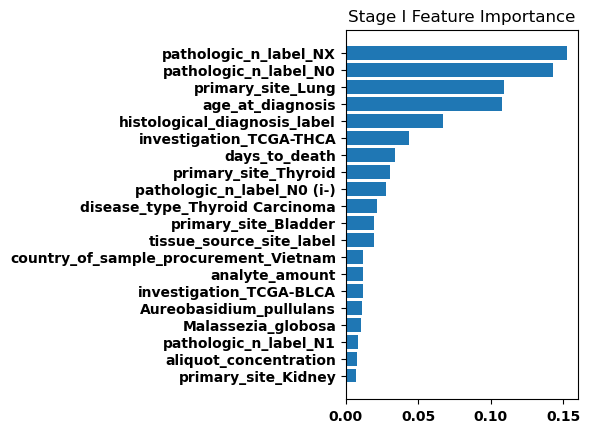 Stage I Feature Importance
pathologic_n_label_NX
pathologic_n_label_N0
primary_site_Lung
age_at_diagnosis
histological_diagnosis_label
investigation_TCGA-THCA
days_to_death
primary_site_Thyroid
pathologic_n_label_N0 (i-)
disease_type_Thyroid Carcinoma
primary_site_Bladder
tissue_source_site_label
country_of_sample_procurement_Vietnam
analyte_amount
investigation_TCGA-BLCA
Aureobasidium_pullulans
Malassezia_globosa
pathologic_n_label_N1
aliquot_concentration
primary_site_Kidney
0.00 0.05 0.10 0.15